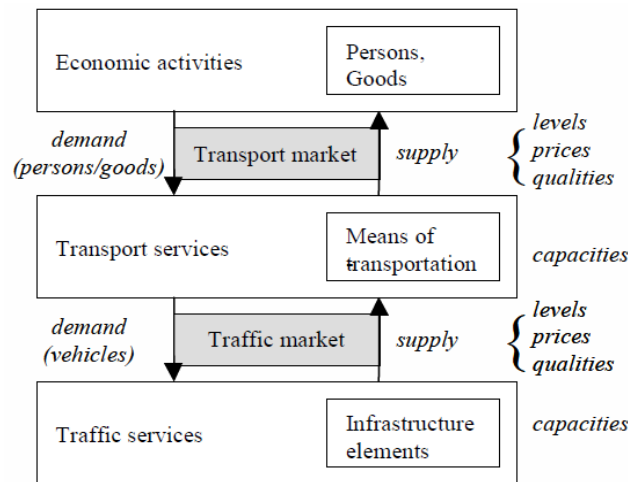 Economic activities
Persons,
Goods
demand
(persons/goods)
Transport market
supply
levels
prices
qualities
Transport services
Means of
transportation
capacities
demand
(vehicles)
Traffic market
supply
levels
prices
qualities
Traffic services
Infrastructure
elements
capacities